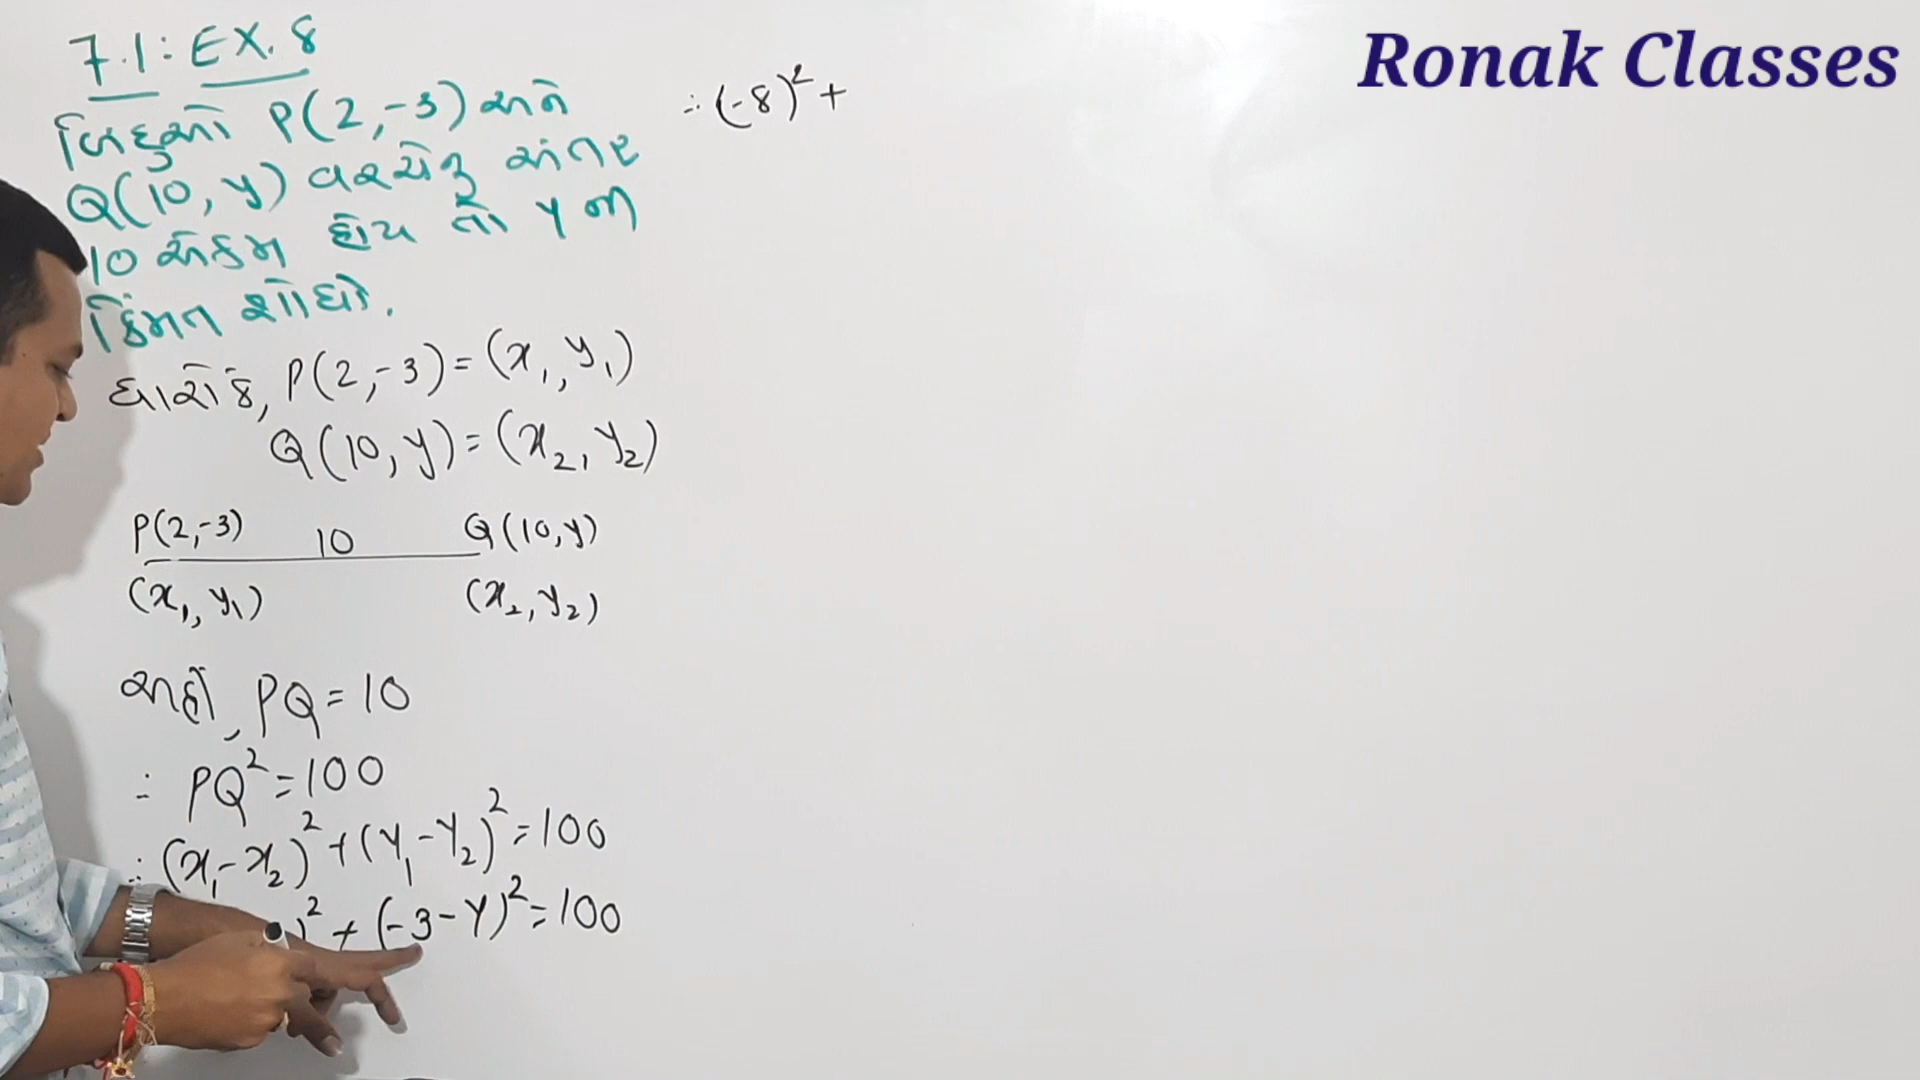 Ronak Classes
7.1: EX. 8
બિંદુઓ P(2,-3) અને
Q(10, y) વચ્ચેનું અંતર
10 એકમ હોય તો y ની
કિંમત શોધો.
ધારો કે, P(2,-3) = (x₁, y₁)
Q(10, y) = (x₂, y₂)
P(2,-3) 10 Q(10, y)
(x₁, y₁) (x₂, y₂)
અહીં, PQ = 10
∴ PQ² = 100
∴ (x₁-x₂)² + (y₁-y₂)² = 100
)² + (-3-y)² = 100
∴ (-8)² +